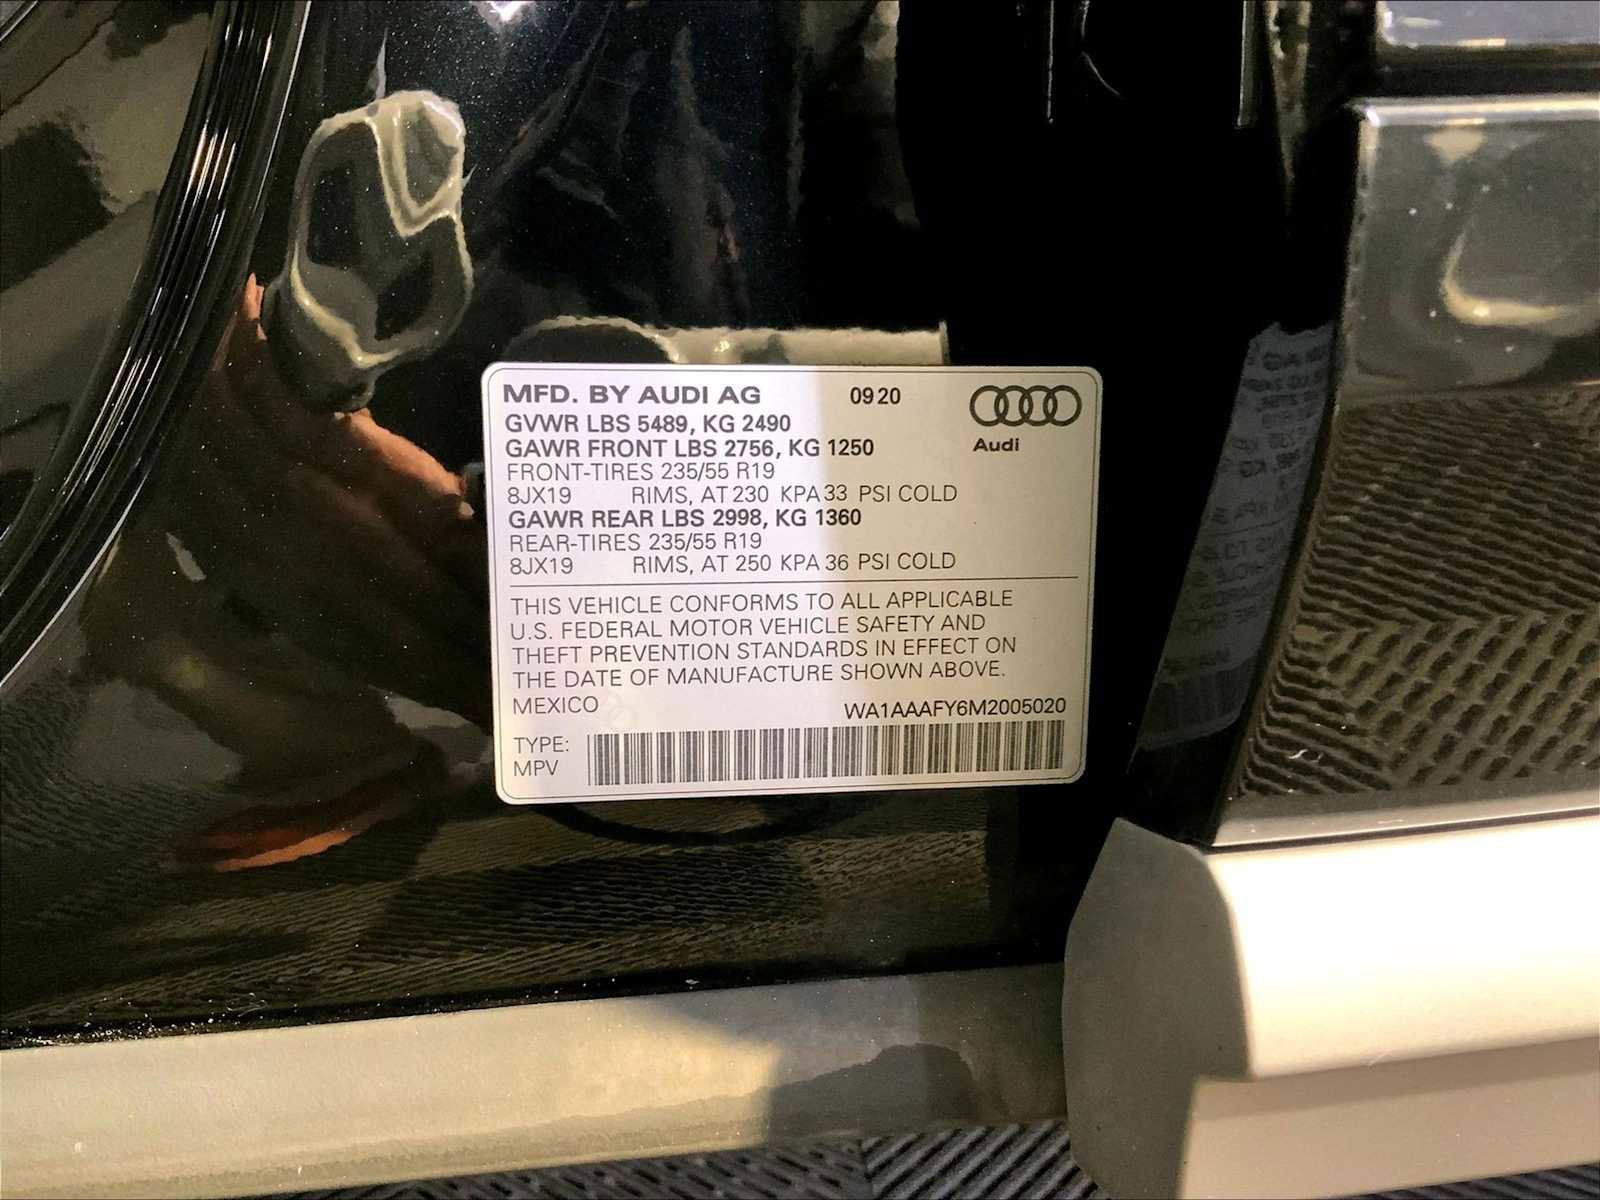 MFD. BY AUDI AG 09 20
GVWR LBS 5489, KG 2490
GAWR FRONT LBS 2756, KG 1250
Audi
FRONT-TIRES 235/55 R19
8JX19 RIMS, AT 230 KPA 33 PSI COLD
GAWR REAR LBS 2998, KG 1360
REAR-TIRES 235/55 R19
8JX19 RIMS, AT 250 KPA 36 PSI COLD
THIS VEHICLE CONFORMS TO ALL APPLICABLE
U.S. FEDERAL MOTOR VEHICLE SAFETY AND
THEFT PREVENTION STANDARDS IN EFFECT ON
THE DATE OF MANUFACTURE SHOWN ABOVE.
MEXICO WA1AAAFY6M2005020
TYPE:
MPV